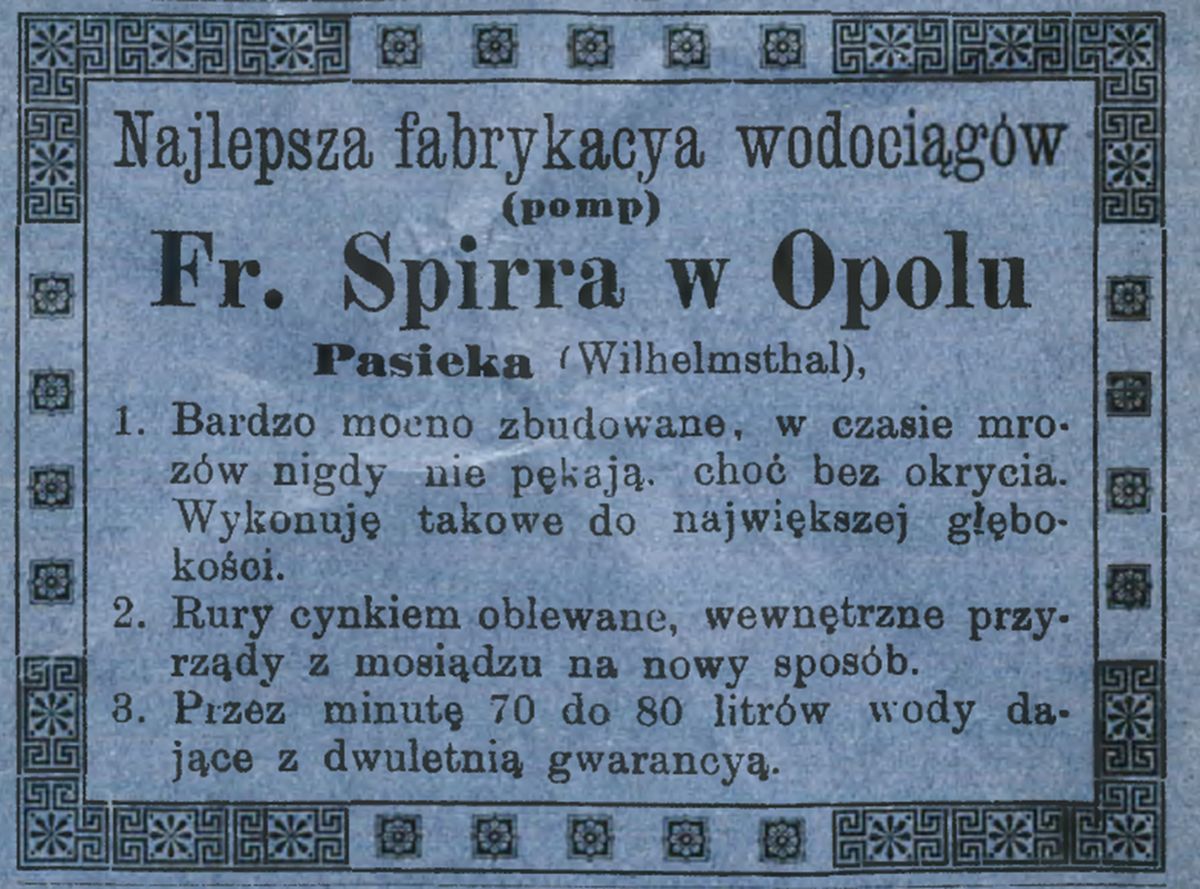 Najlepsza fabrykacya wodociągów
(pomp)
Fr. Spirra w Opolu
Pasieka (Wilhelmsthal),
1. Bardzo mocno zbudowane, w czasie mro-
zów nigdy nie pękają. choć bez okrycia.
Wykonuję takowe do największej głębo-
kości.
2. Rury cynkiem oblewane, wewnętrzne przy-
rządy z mosiądzu na nowy sposób.
3. Przez minutę 70 do 80 litrów wody da-
jące z dwuletnią gwarancyą.